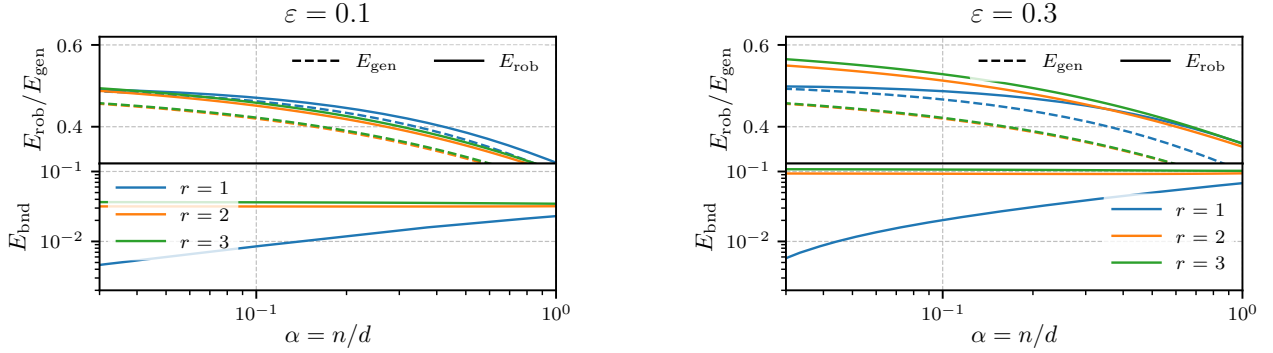 ε = 0.1
E_rob/E_gen
0.6
0.4
E_gen
E_rob
E_bnd
10^−1
10^−2
r = 1
r = 2
r = 3
10^−1
10^0
α = n/d
ε = 0.3
E_rob/E_gen
0.6
0.4
E_gen
E_rob
E_bnd
10^−1
10^−2
r = 1
r = 2
r = 3
10^−1
10^0
α = n/d